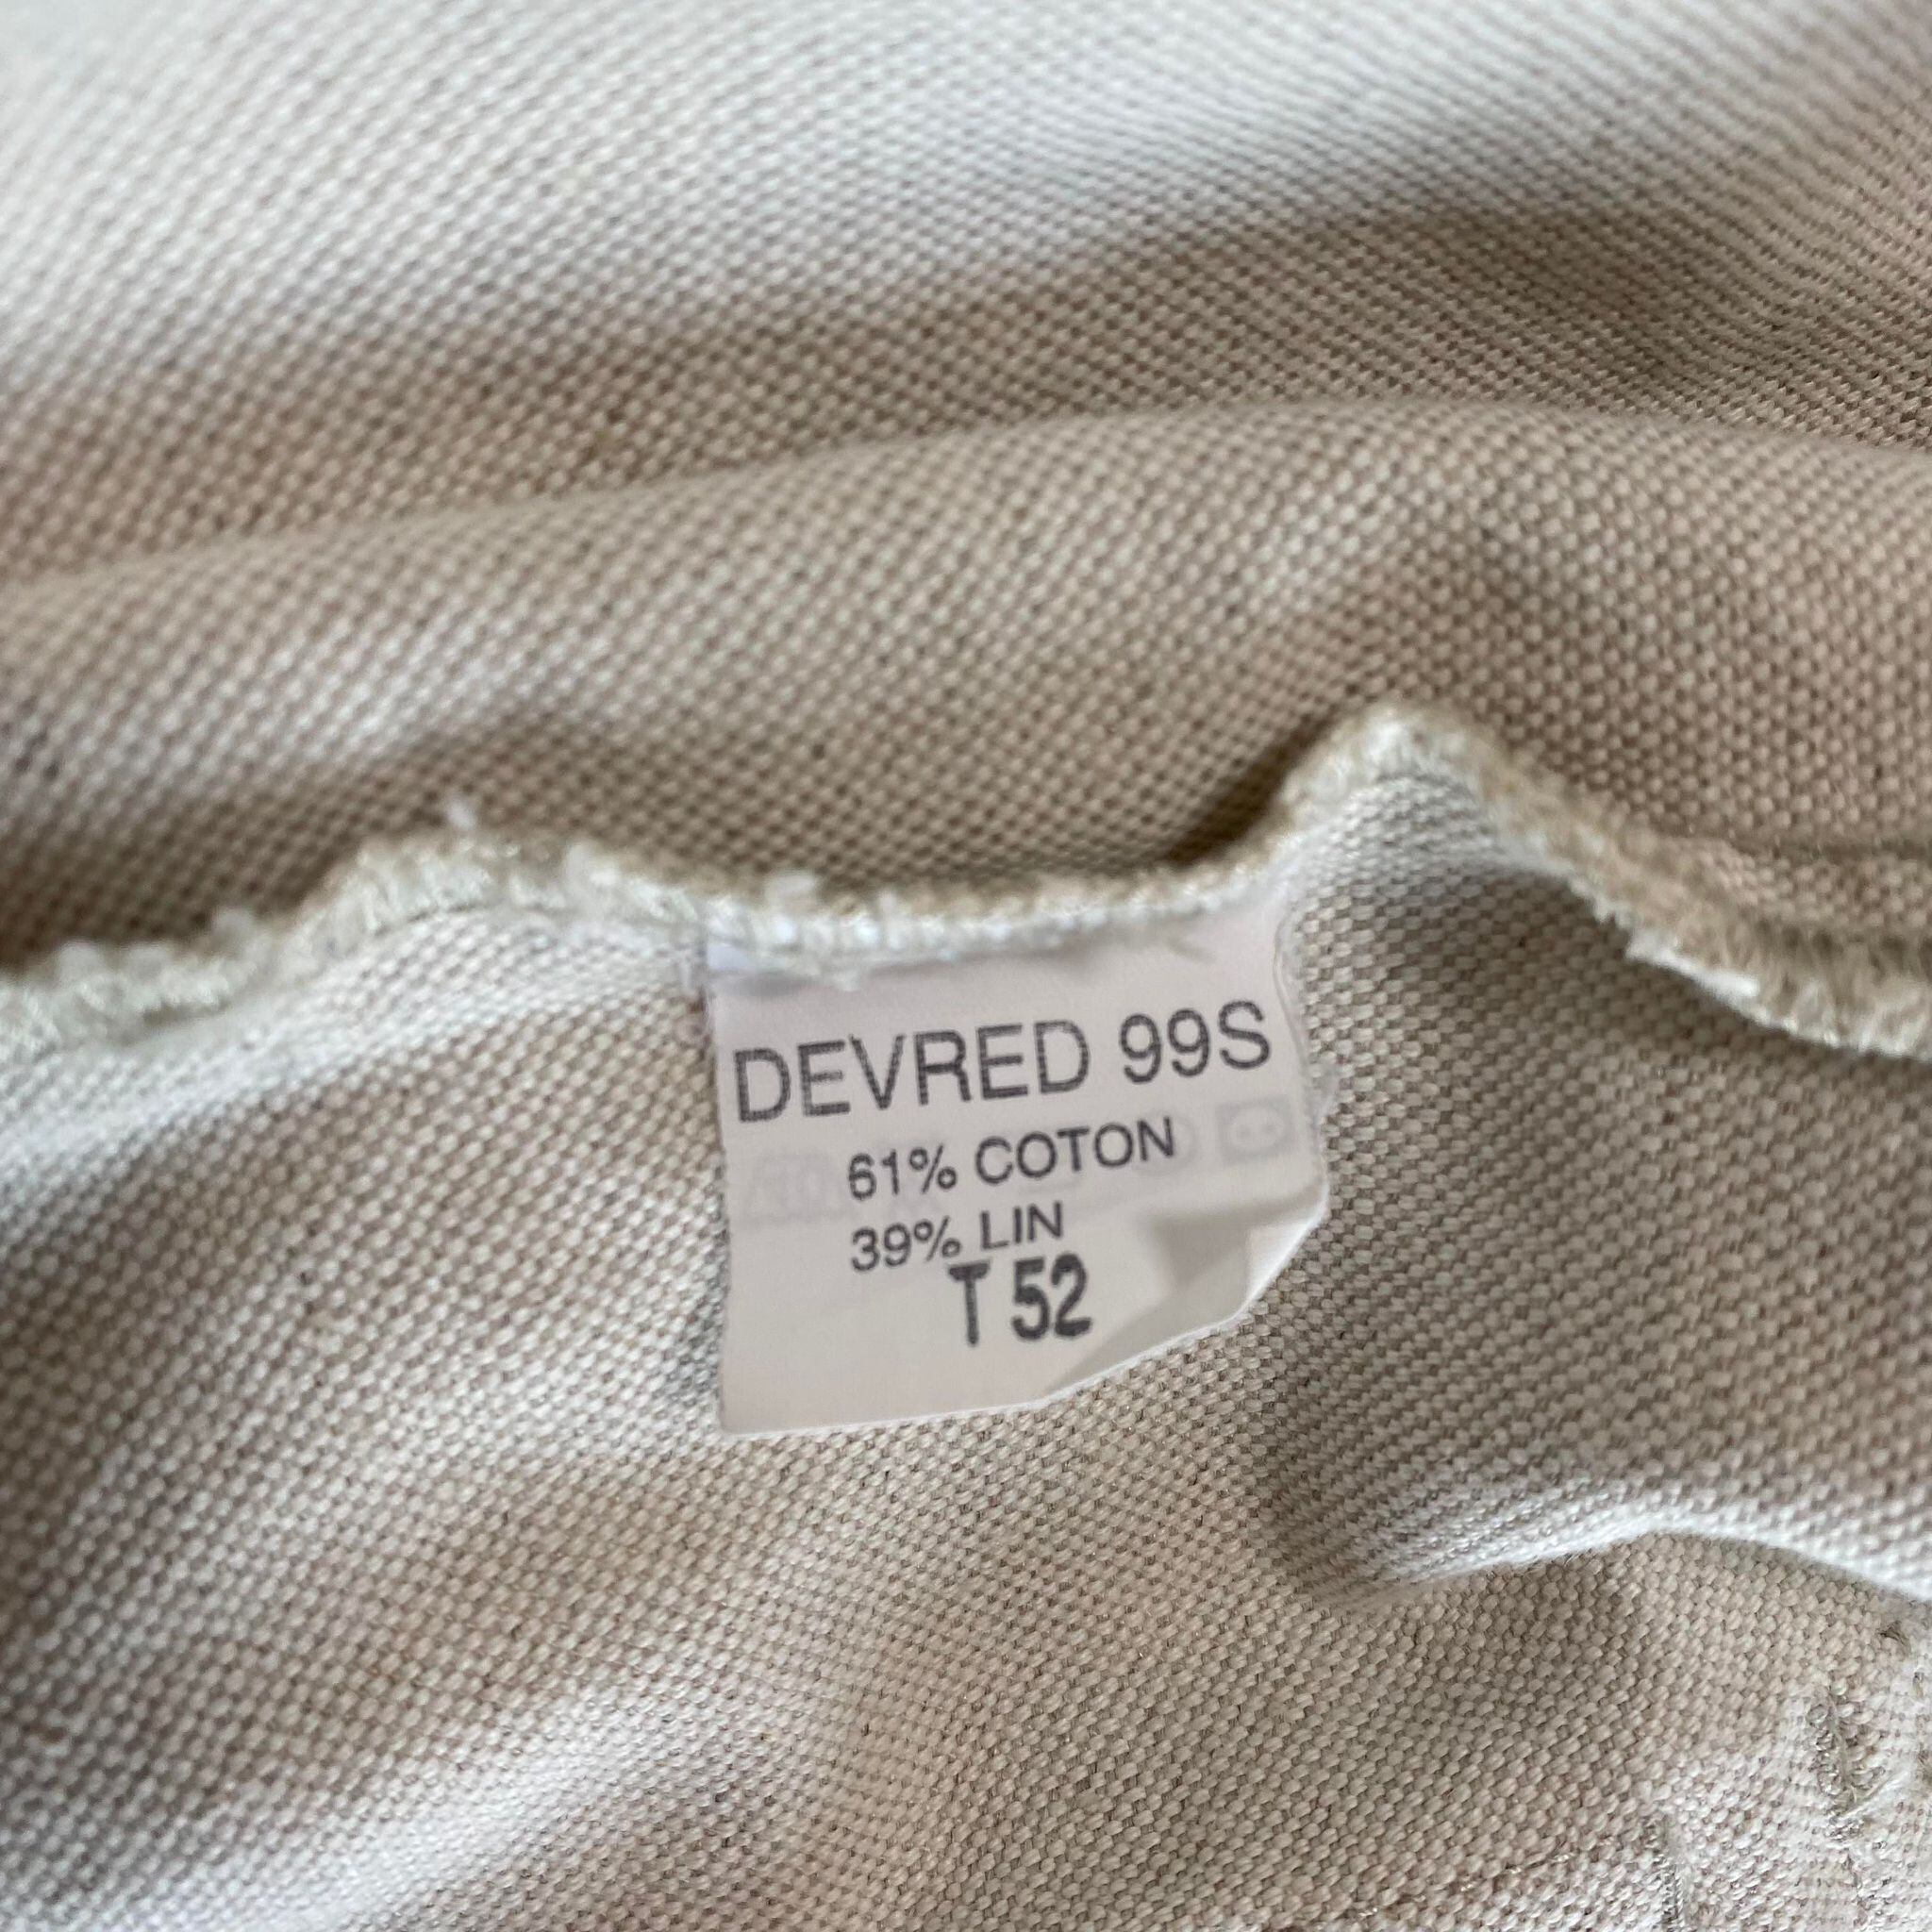 DEVRED 99S
61% COTON
39% LIN
T 52